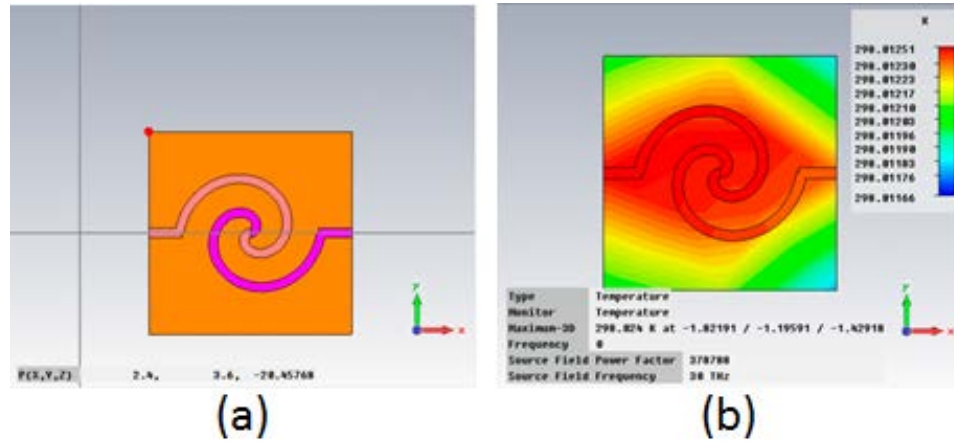 K
298.01251
298.01230
298.01223
298.01217
298.01210
298.01203
298.01196
298.01190
298.01183
298.01176
298.01166
y
x
P(X,Y,Z) 2.4, 3.6, -20.45768
y
x
Type Temperature
Monitor Temperature
Maximum-3D 298.024 K at -1.02191 / -1.19591 / -1.42918
Frequency 0
Source Field Power Factor
Source Field Frequency 30 THz
(a)
(b)